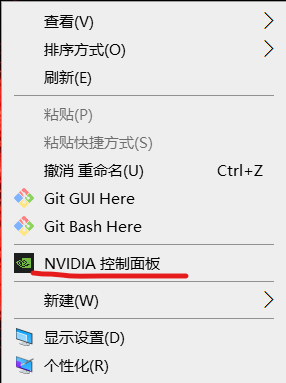 查看(V)
排序方式(O)
刷新(E)
粘贴(P)
粘贴快捷方式(S)
撤消 重命名(U) Ctrl+Z
Git GUI Here
Git Bash Here
NVIDIA 控制面板
新建(W)
显示设置(D)
个性化(R)